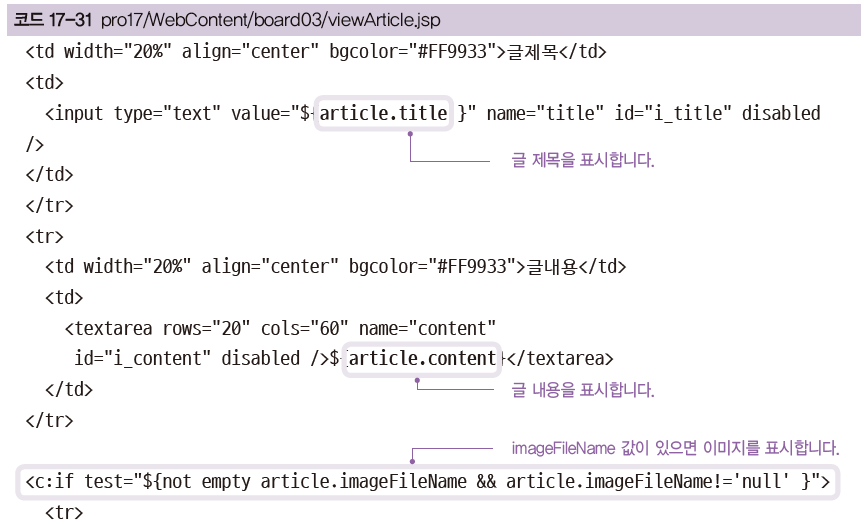 코드 17-31 pro17/WebContent/board03/viewArticle.jsp
<td width="20%" align="center" bgcolor="#FF9933">글제목</td>
<td>
<input type="text" value="${article.title }" name="title" id="i_title" disabled
/>
글 제목을 표시합니다.
</td>
</tr>
<tr>
<td width="20%" align="center" bgcolor="#FF9933">글내용</td>
<td>
<textarea rows="20" cols="60" name="content"
id="i_content" disabled />${article.content}</textarea>
</td>
글 내용을 표시합니다.
</tr>
imageFileName 값이 있으면 이미지를 표시합니다.
<c:if test="${not empty article.imageFileName && article.imageFileName!='null' }">
<tr>